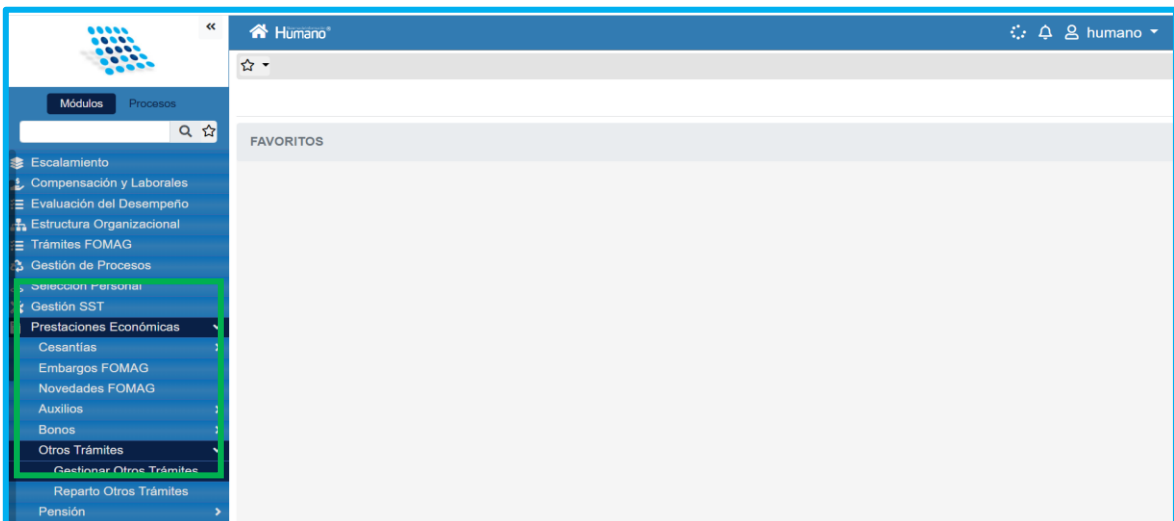 «
Humano®
humano
Módulos
Procesos
FAVORITOS
Escalamiento
Compensación y Laborales
Evaluación del Desempeño
Estructura Organizacional
Trámites FOMAG
Gestión de Procesos
Selección Personal
Gestión SST
Prestaciones Económicas
Cesantías
Embargos FOMAG
Novedades FOMAG
Auxilios
Bonos
Otros Trámites
Gestionar Otros Trámites
Reparto Otros Trámites
Pensión